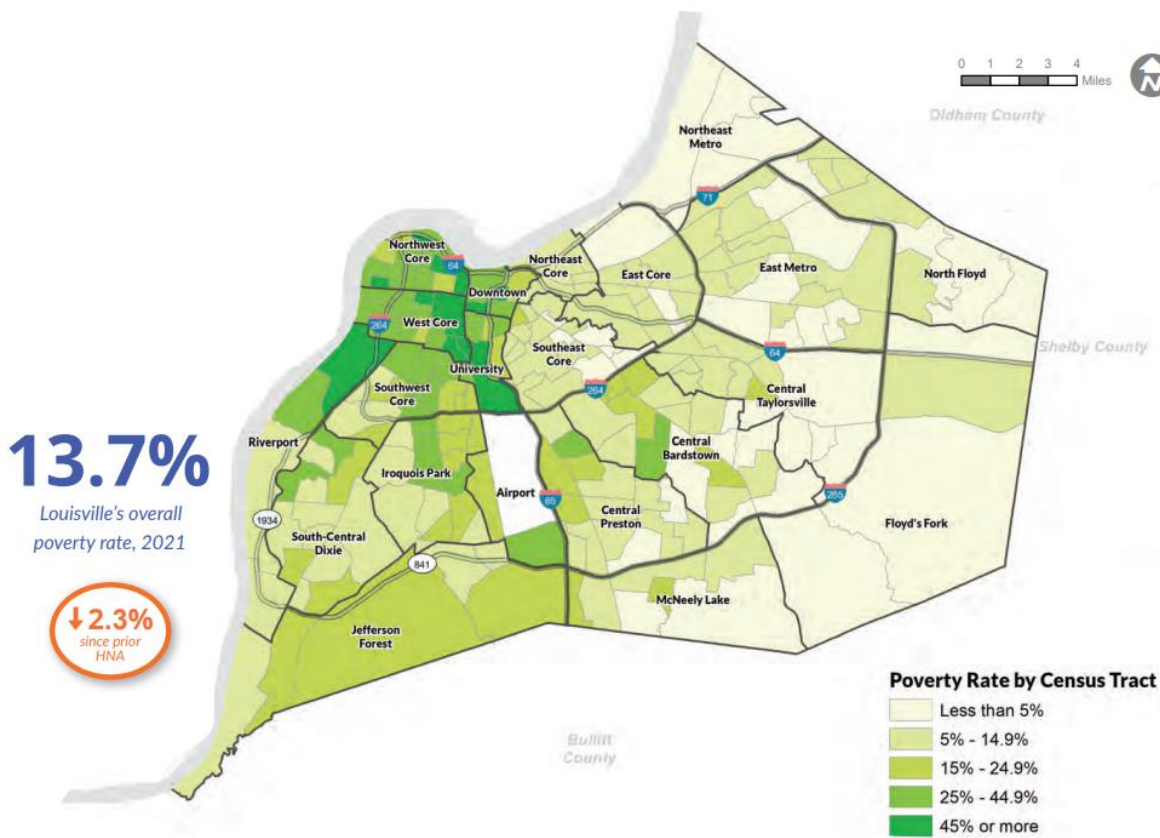 0 1 2 3 4
Miles
N
Oldham County
Northeast
Metro
71
Northwest
Core
64
Northeast
Core
East Core
East Metro
North Floyd
Downtown
264
West Core
Shelby County
Southeast
Core
64
University
264
Southwest
Core
Central
Taylorsville
13.7%
Louisville's overall
poverty rate, 2021
Riverport
Central
Bardstown
Iroquois Park
Airport
65
265
1934
Central
Preston
Floyd's Fork
South-Central
Dixie
841
↓ 2.3%
since prior
HNA
McNeely Lake
Jefferson
Forest
Bullitt
County
Poverty Rate by Census Tract
Less than 5%
5% - 14.9%
15% - 24.9%
25% - 44.9%
45% or more